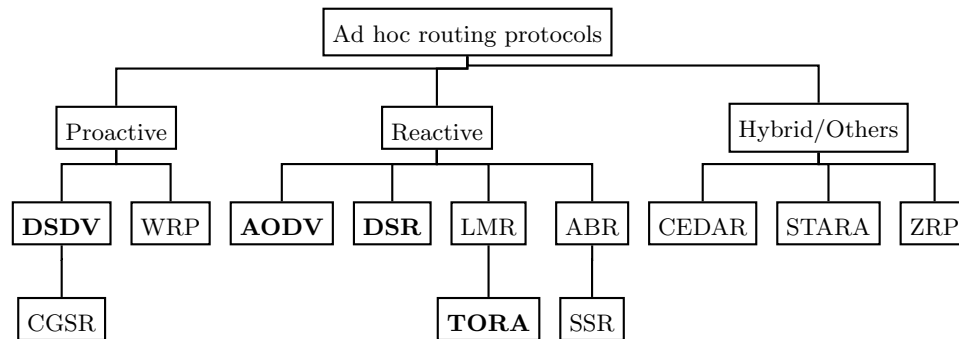 Ad hoc routing protocols
Proactive
Reactive
Hybrid/Others
DSDV
WRP
AODV
DSR
LMR
ABR
CEDAR
STARA
ZRP
CGSR
TORA
SSR